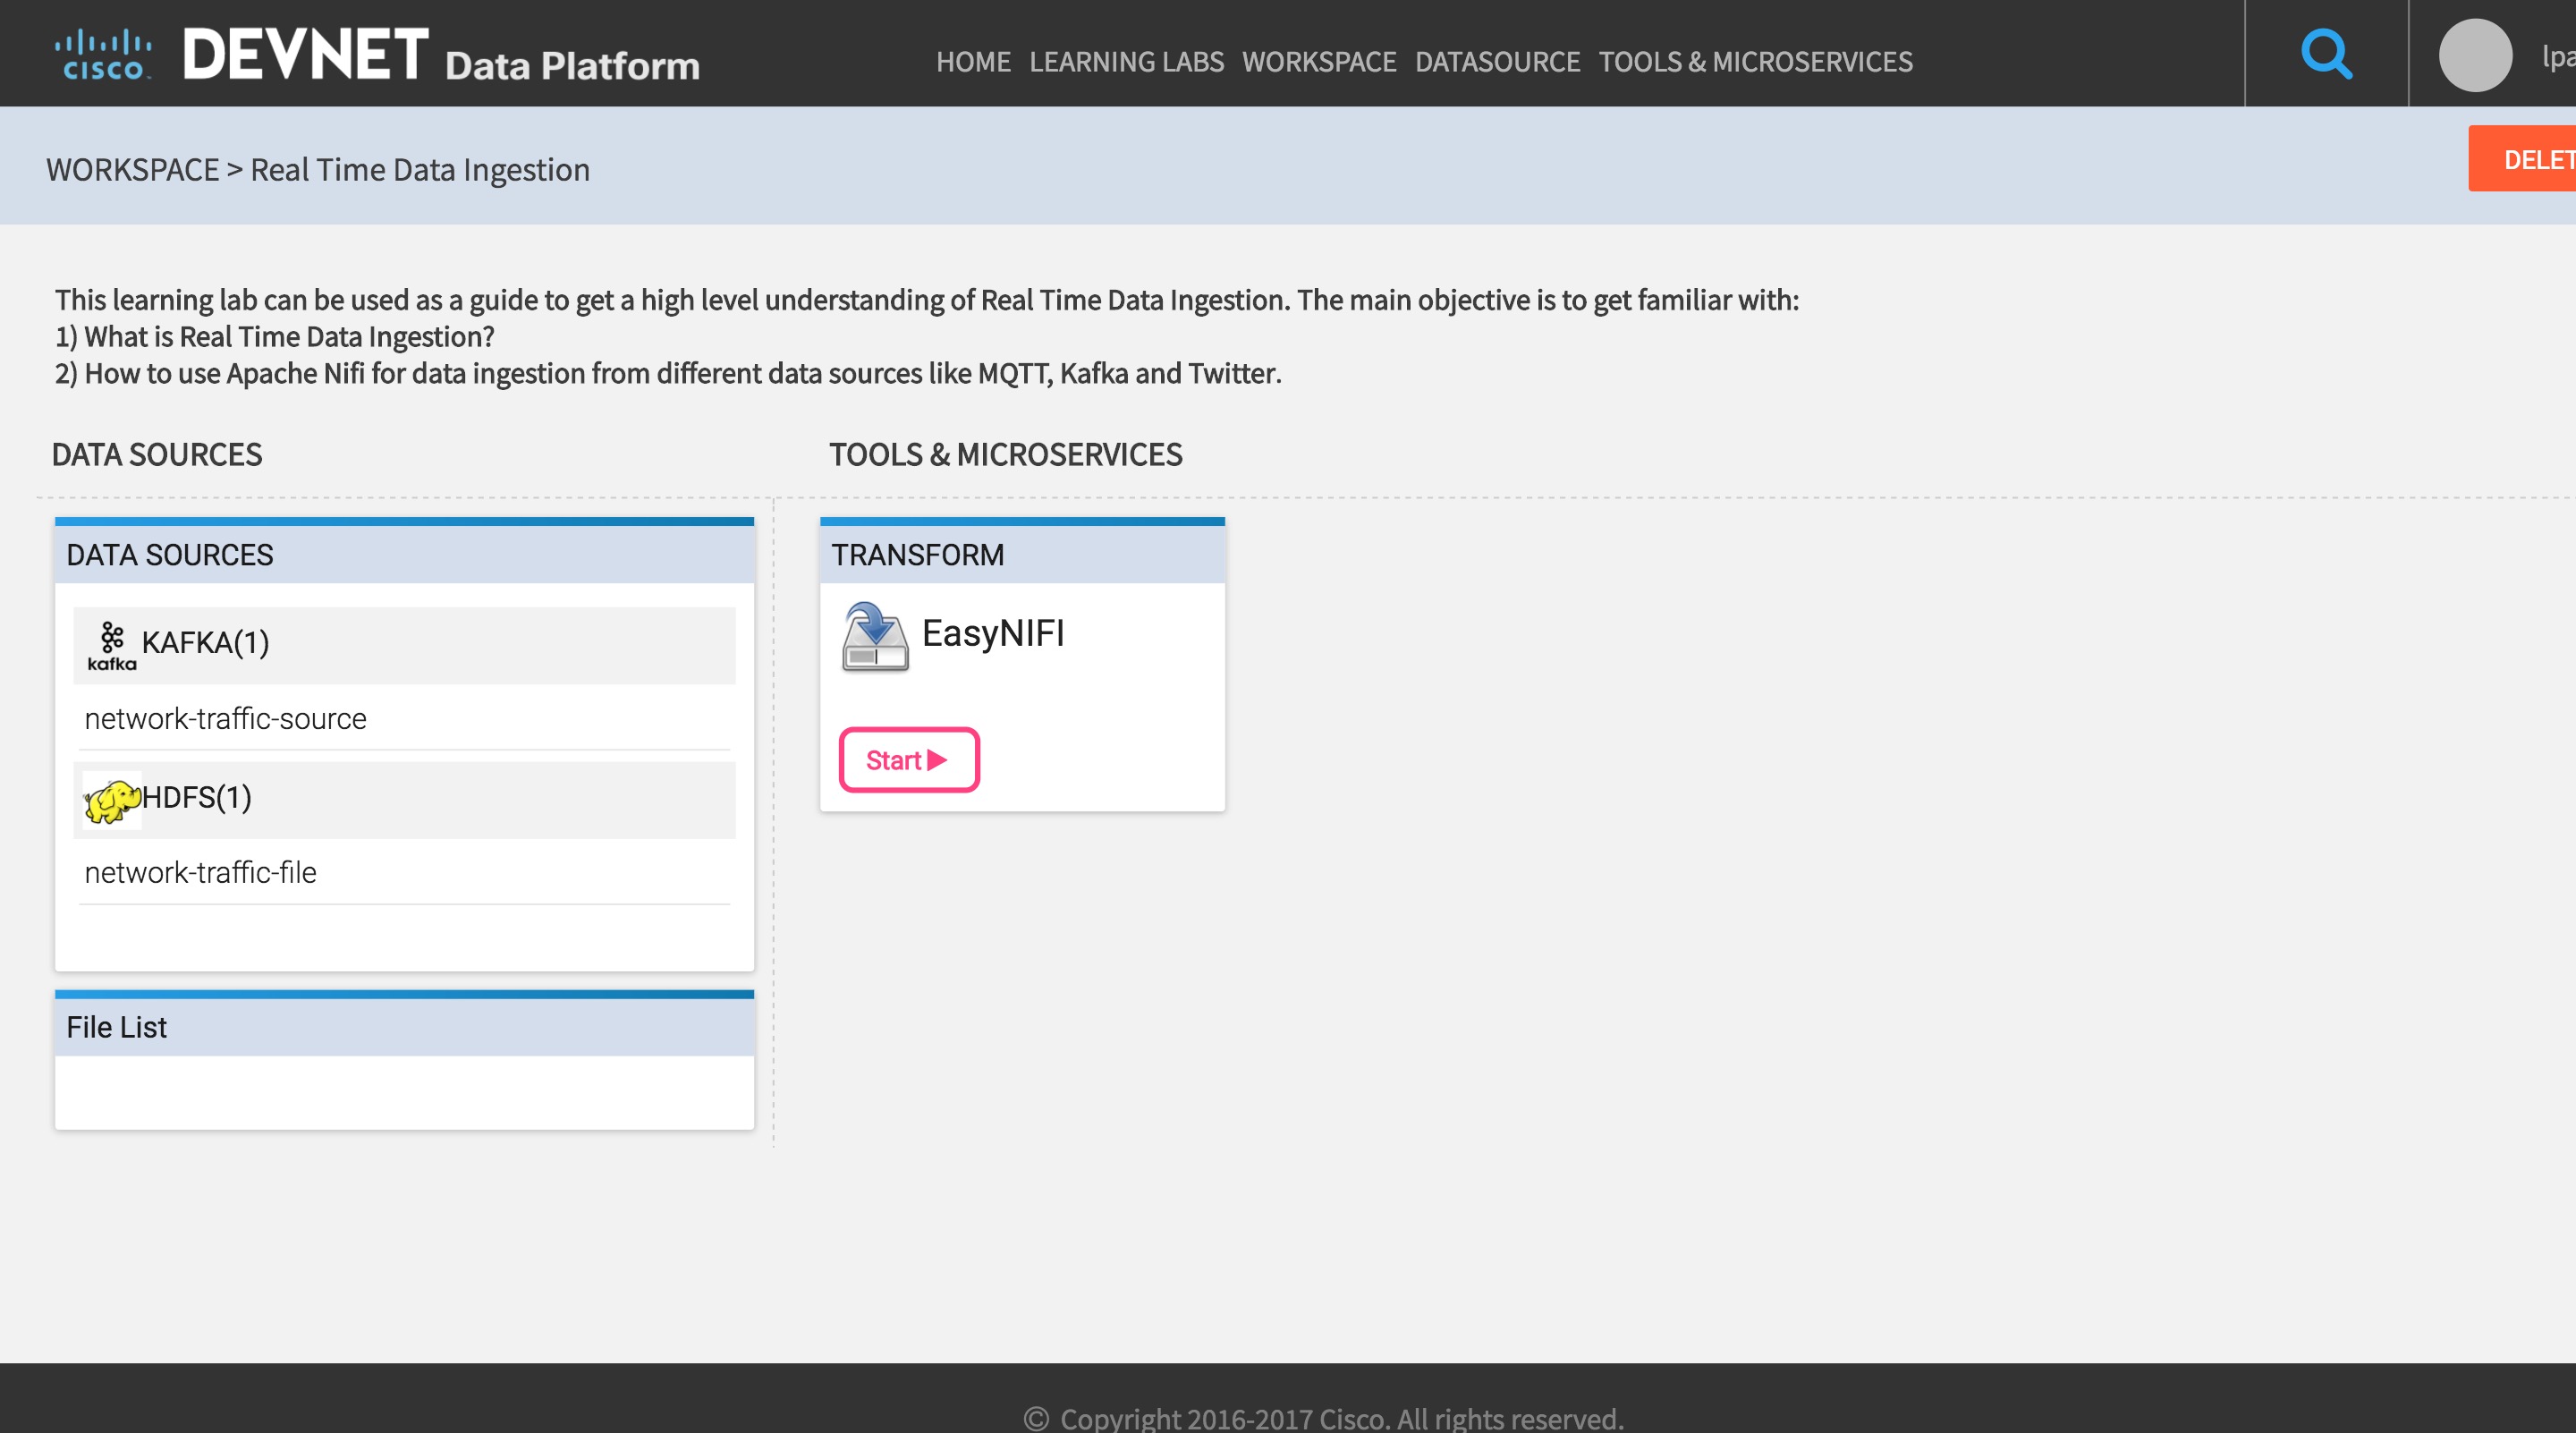 CISCO DEVNET Data Platform
HOME LEARNING LABS WORKSPACE DATASOURCE TOOLS & MICROSERVICES
lpa
WORKSPACE > Real Time Data Ingestion
DELET
This learning lab can be used as a guide to get a high level understanding of Real Time Data Ingestion. The main objective is to get familiar with:
1) What is Real Time Data Ingestion?
2) How to use Apache Nifi for data ingestion from different data sources like MQTT, Kafka and Twitter.
DATA SOURCES
TOOLS & MICROSERVICES
DATA SOURCES
kafka KAFKA(1)
network-traffic-source
HDFS(1)
network-traffic-file
File List
TRANSFORM
EasyNIFI
Start
© Copyright 2016-2017 Cisco. All rights reserved.